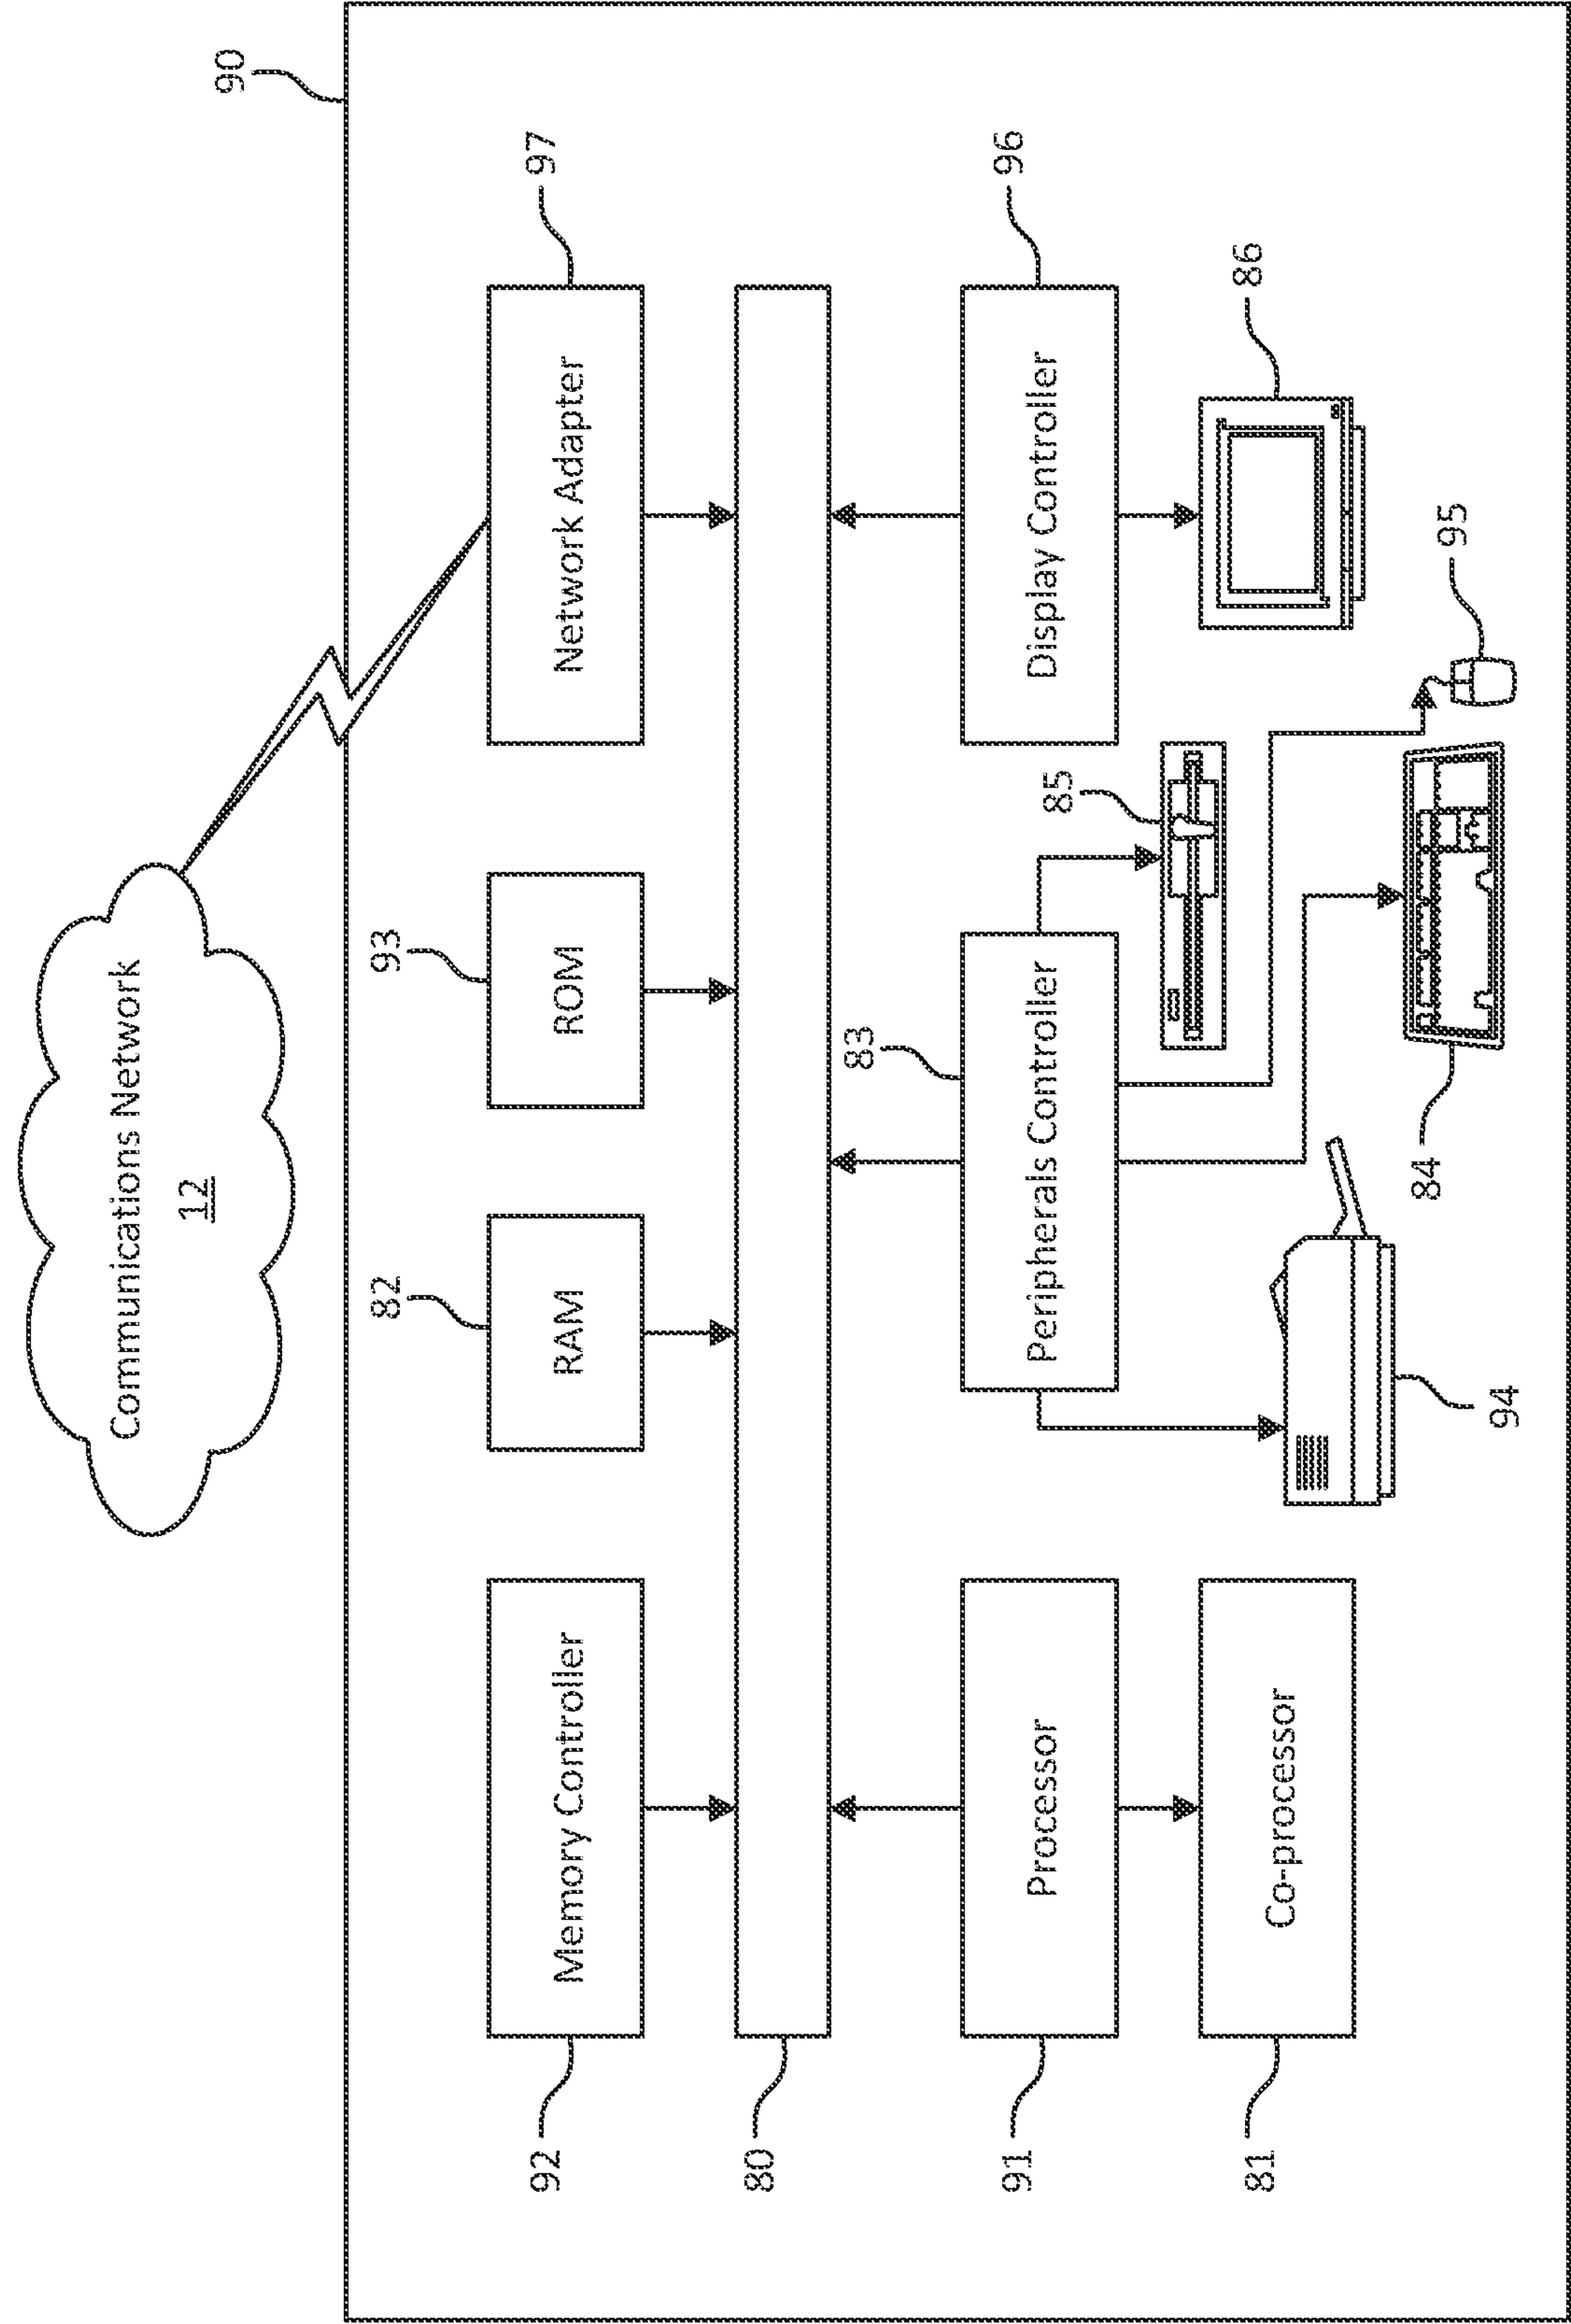 Communications Network
12
90
92
Memory Controller
82
RAM
93
ROM
97
Network Adapter
80
91
Processor
83
Peripherals Controller
96
Display Controller
81
Co-processor
85
86
94
84
95